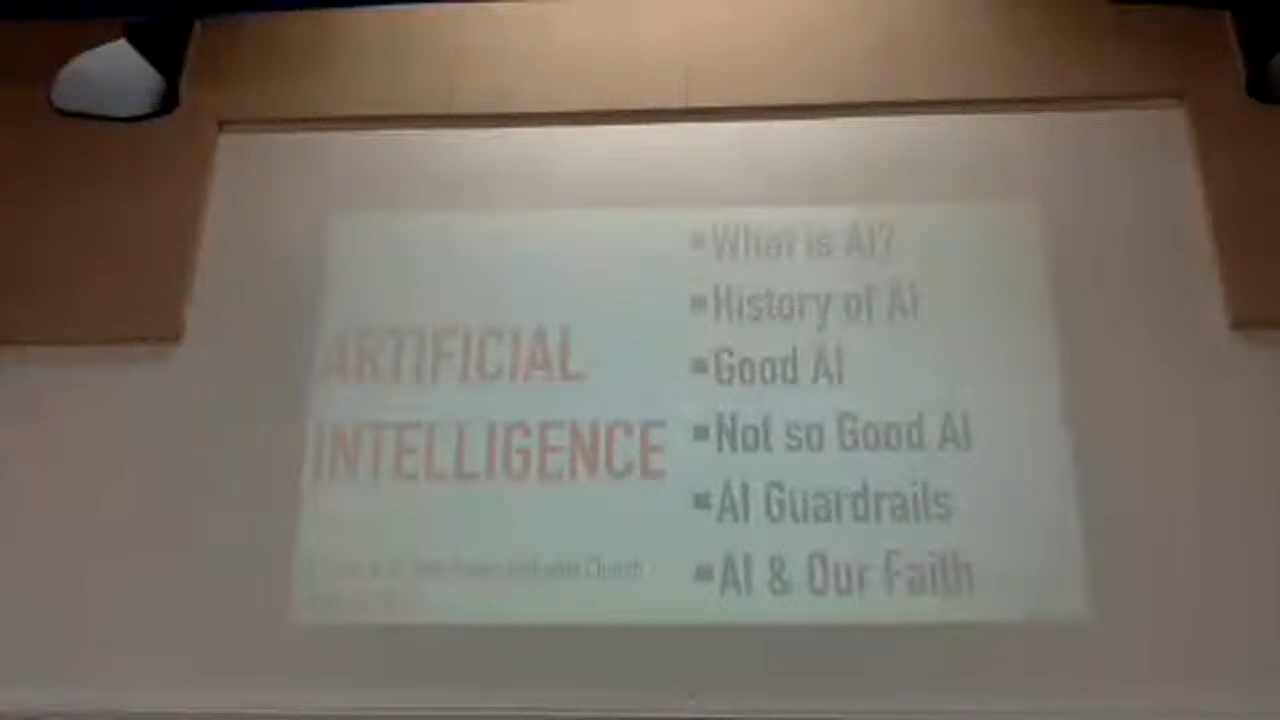 ARTIFICIAL
INTELLIGENCE
Church
▪What is AI?
▪History of AI
▪Good AI
▪Not so Good AI
▪AI Guardrails
▪AI & Our Faith